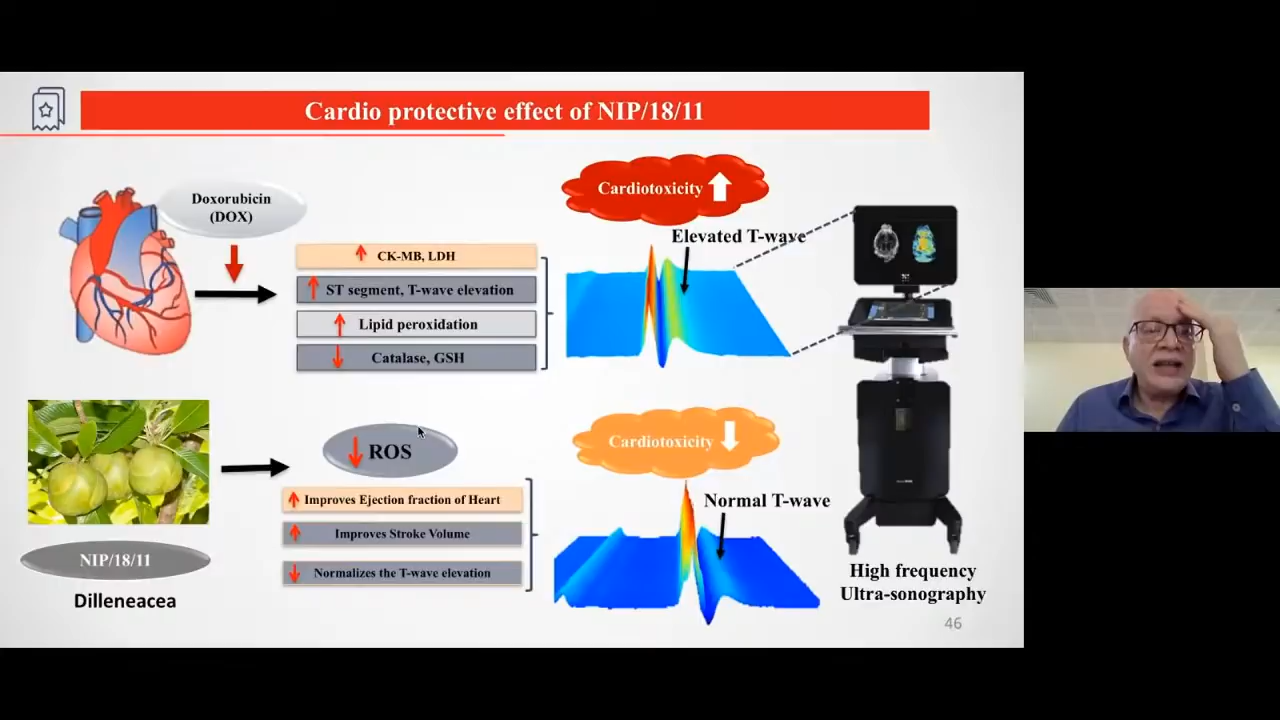 Cardio protective effect of NIP/18/11
Doxorubicin
(DOX)
CK-MB, LDH
ST segment, T-wave elevation
Lipid peroxidation
Catalase, GSH
Cardiotoxicity
Elevated T-wave
ROS
Improves Ejection fraction of Heart
Improves Stroke Volume
Normalizes the T-wave elevation
Cardiotoxicity
Normal T-wave
NIP/18/11
Dilleneacea
High frequency
Ultra-sonography
46